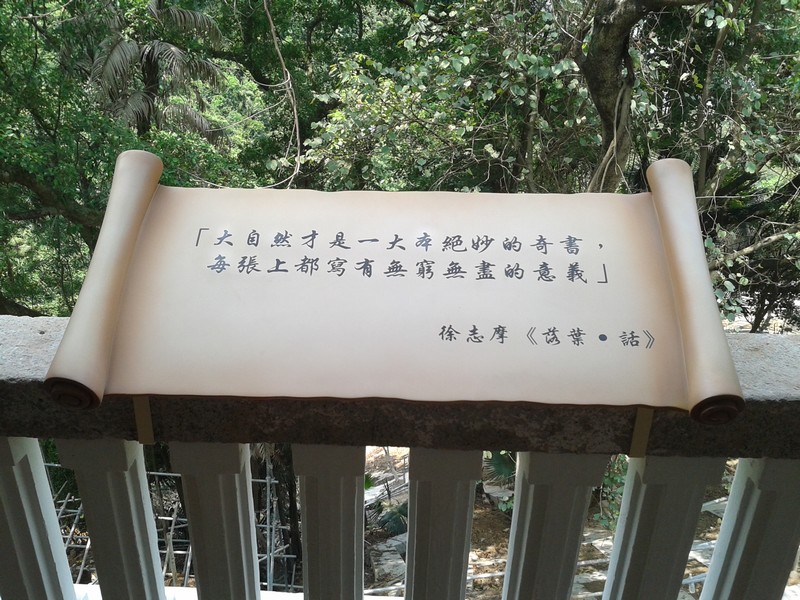 「大自然才是一大本絕妙的奇書，
每張上都寫有無窮無盡的意義」
徐志摩《落葉•話》